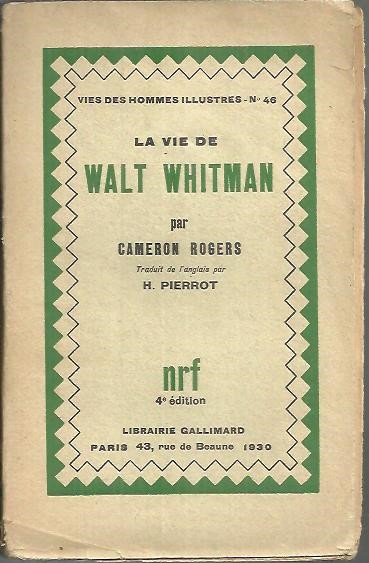 VIES DES HOMMES ILLUSTRES - No 46
LA VIE DE
WALT WHITMAN
par
CAMERON ROGERS
Traduit de l'anglais par
H. PIERROT
nrf
4e édition
LIBRAIRIE GALLIMARD
PARIS 43, rue de Beaune 1930